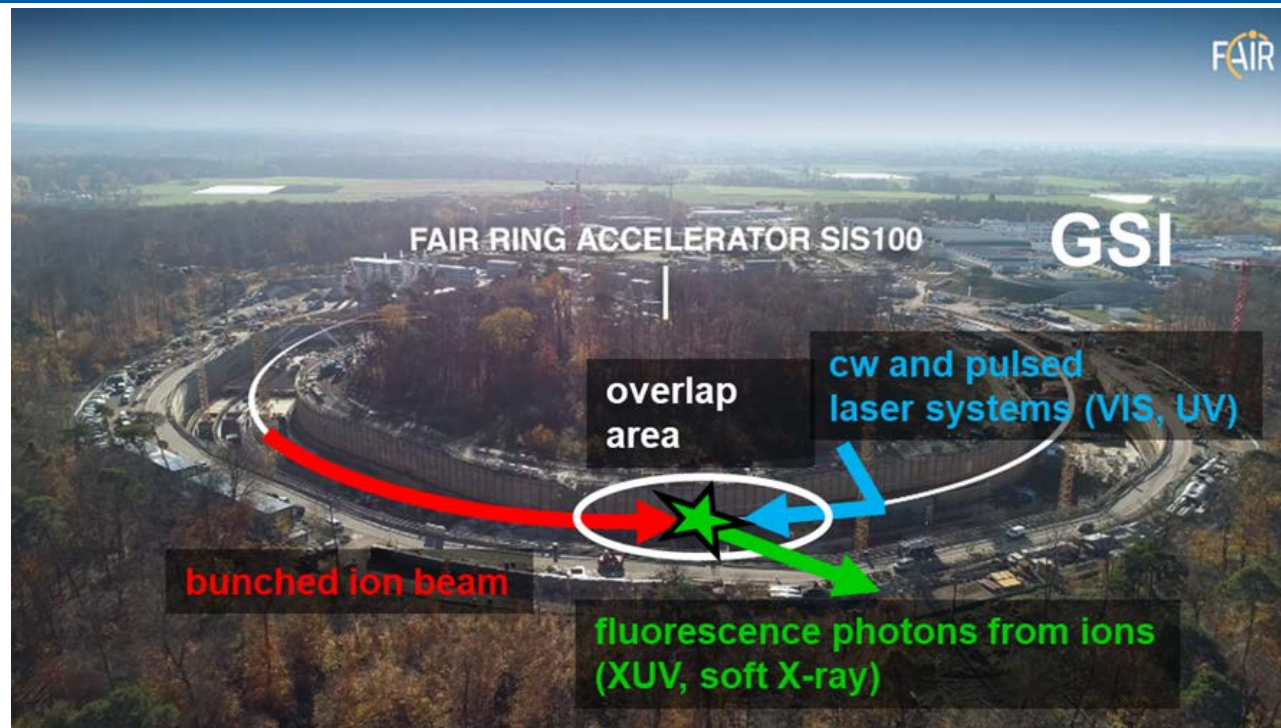 FAIR
GSI
FAIR RING ACCELERATOR SIS100
overlap
area
cw and pulsed
laser systems (VIS, UV)
bunched ion beam
fluorescence photons from ions
(XUV, soft X-ray)